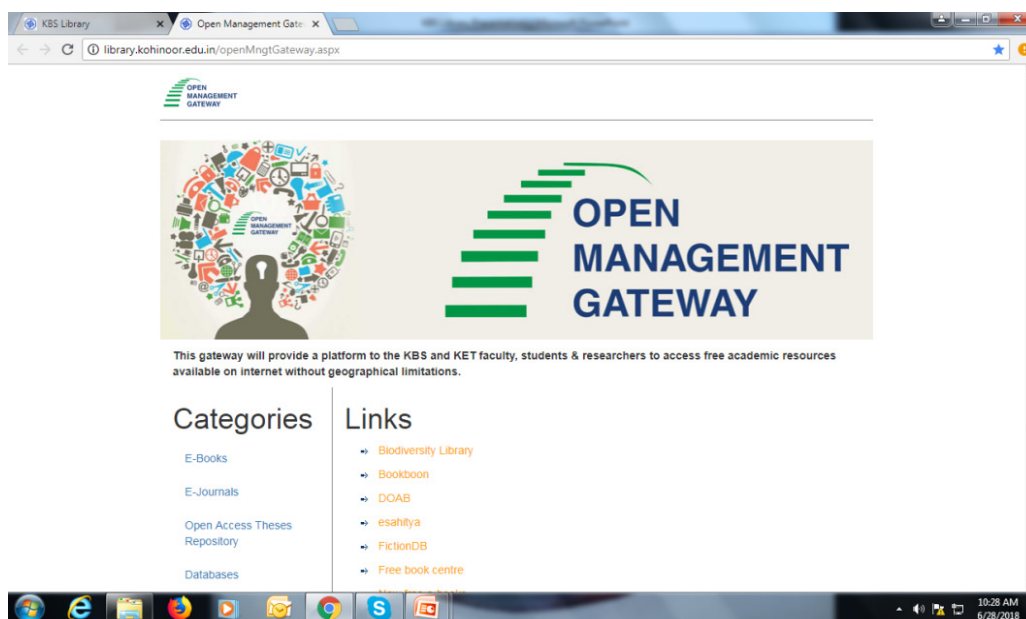 KBS Library
Open Management Gate
library.kohinoor.edu.in/openMngtGateway.aspx
OPEN
MANAGEMENT
GATEWAY
OPEN
MANAGEMENT
GATEWAY
OPEN
MANAGEMENT
GATEWAY
This gateway will provide a platform to the KBS and KET faculty, students & researchers to access free academic resources
available on internet without geographical limitations.
Categories
E-Books
E-Journals
Open Access Theses
Repository
Databases
Links
Biodiversity Library
Bookboon
DOAB
esahitya
FictionDB
Free book centre
10:28 AM
6/28/2018